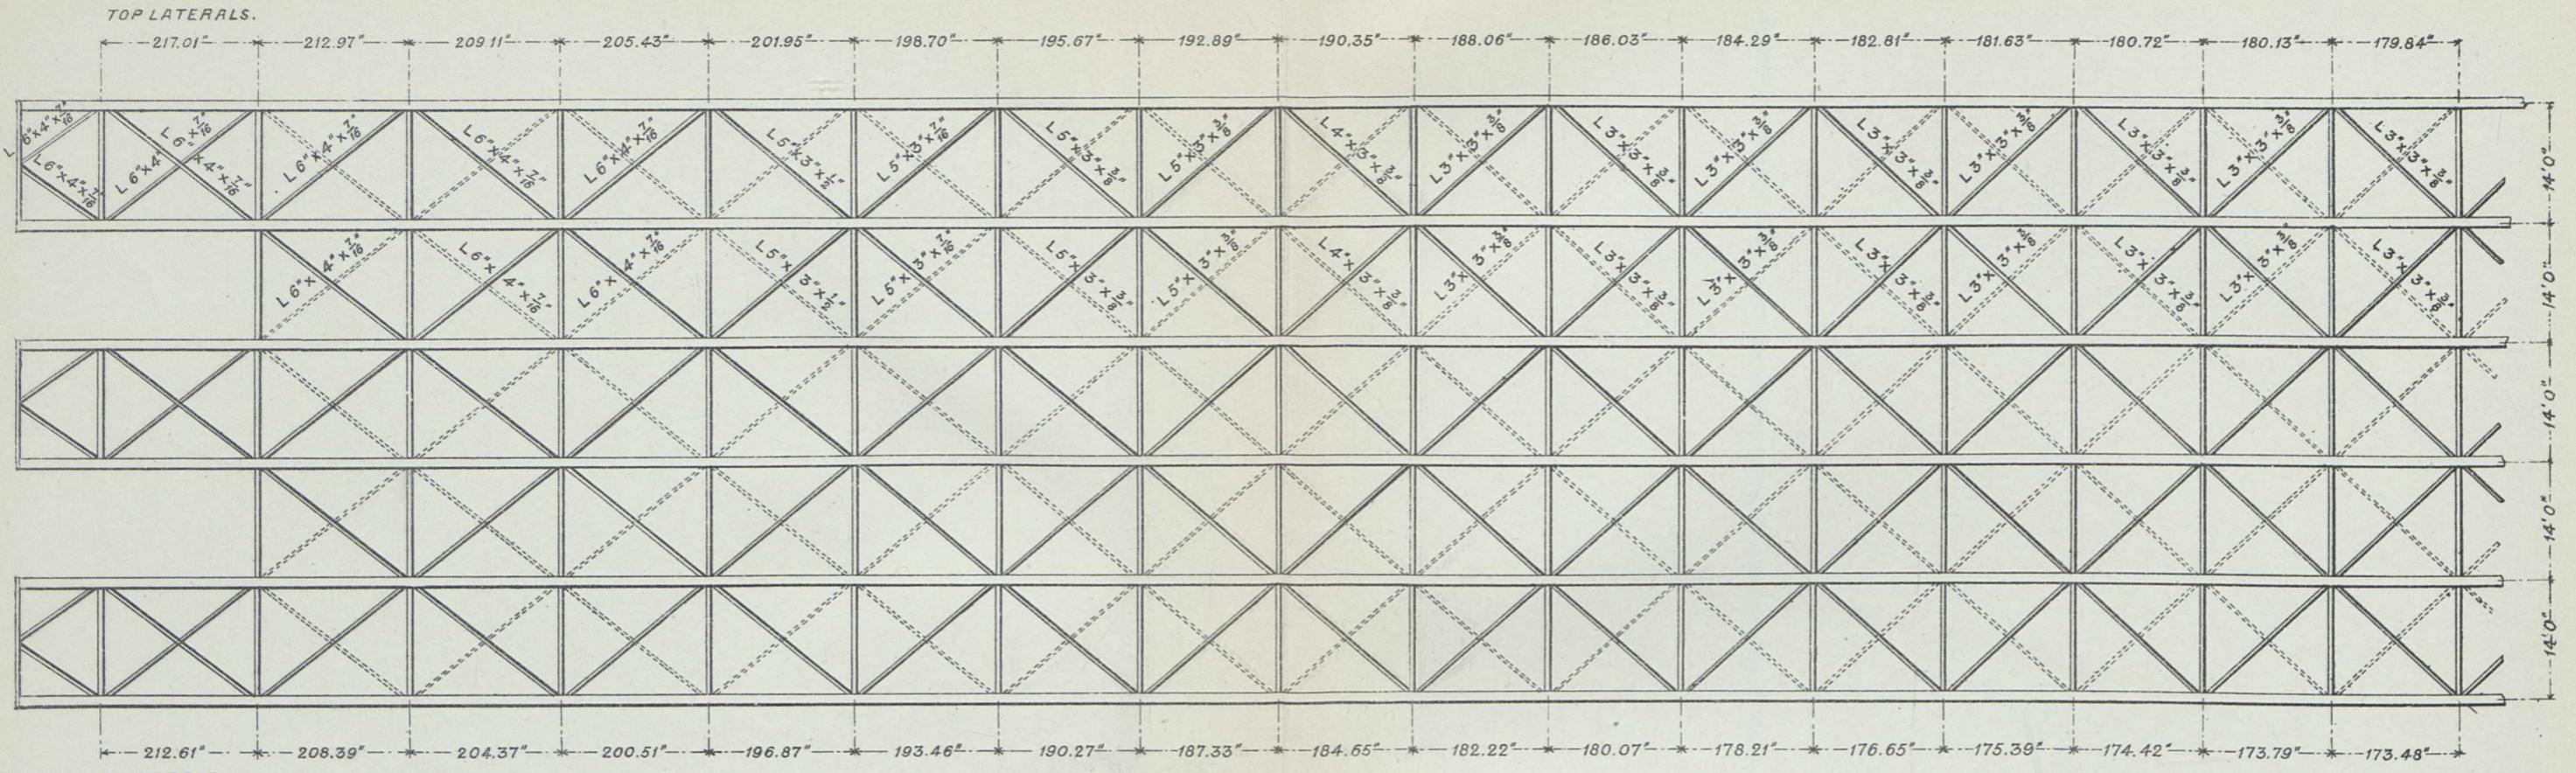 TOP LATERALS.
217.01" 212.97" 209.11" 205.43" 201.95" 198.70" 195.67" 192.89" 190.35" 188.06" 186.03" 184.29" 182.81" 181.63" 180.72" 180.13" 179.84"
L 6"x4"x7/16"
L 6"x4"x7/16"
L 6"x4"x7/16"
L 6"x4"x7/16"
L 6"x4"x7/16"
L 6"x4"x7/16"
L 6"x4"x7/16"
L 5"x3"x1/2"
L 5"x3"x7/16"
L 5"x3"x3/8"
L 5"x3"x3/8"
L 4"x3"x3/8"
L 3"x3"x3/8"
L 3"x3"x3/8"
L 3"x3"x3/8"
L 3"x3"x3/8"
L 3"x3"x3/8"
L 3"x3"x3/8"
L 3"x3"x3/8"
L 3"x3"x3/8"
14'0"
L 6"x4"x7/16"
L 6"x4"x7/16"
L 6"x4"x7/16"
L 5"x3"x1/2"
L 5"x3"x7/16"
L 5"x3"x3/8"
L 5"x3"x3/8"
L 4"x3"x3/8"
L 3"x3"x3/8"
L 3"x3"x3/8"
L 3"x3"x3/8"
L 3"x3"x3/8"
L 3"x3"x3/8"
L 3"x3"x3/8"
L 3"x3"x3/8"
L 3"x3"x3/8"
14'0"
14'0"
14'0"
14'0"
212.61" 208.39" 204.37" 200.51" 196.87" 193.46" 190.27" 187.33" 184.65" 182.22" 180.07" 178.21" 176.65" 175.39" 174.42" 173.79" 173.48"